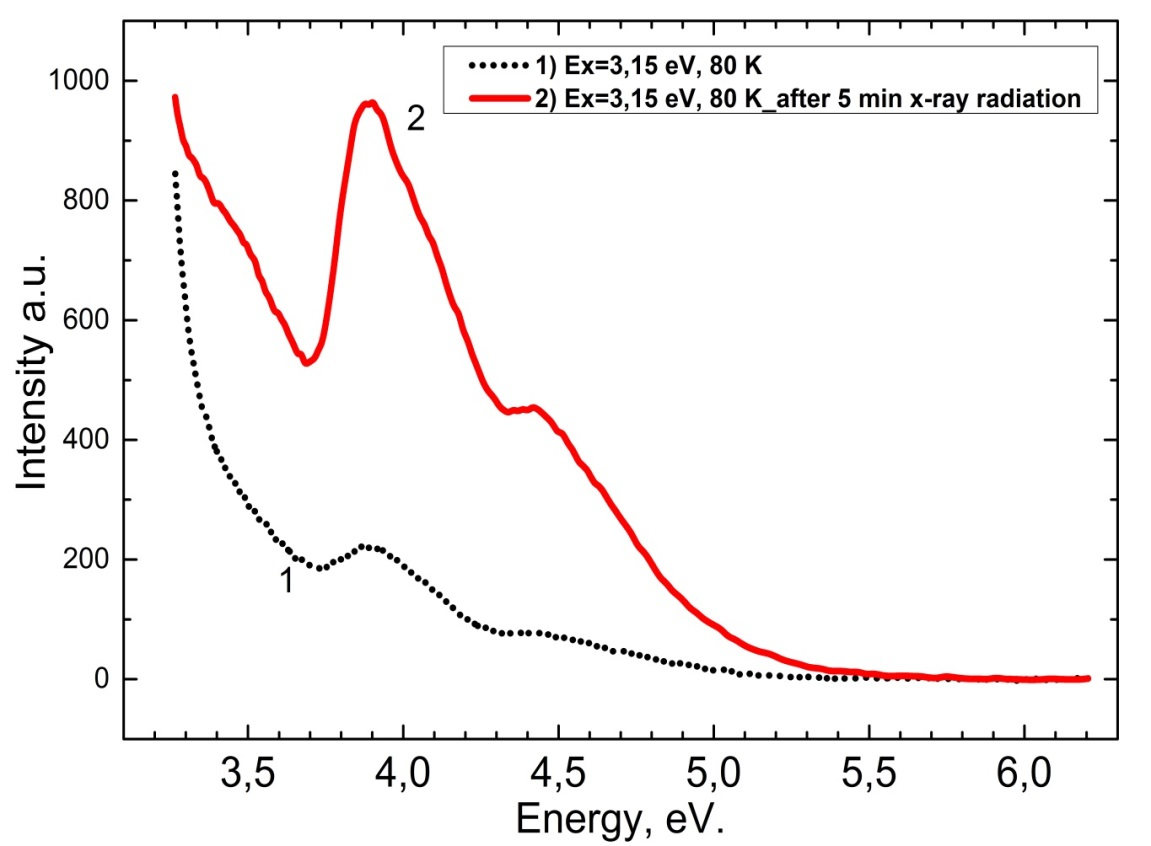 1) Ex=3,15 eV, 80 K
2) Ex=3,15 eV, 80 K_after 5 min x-ray radiation
2
1
1000
800
600
400
200
0
Intensity a.u.
3,5 4,0 4,5 5,0 5,5 6,0
Energy, eV.